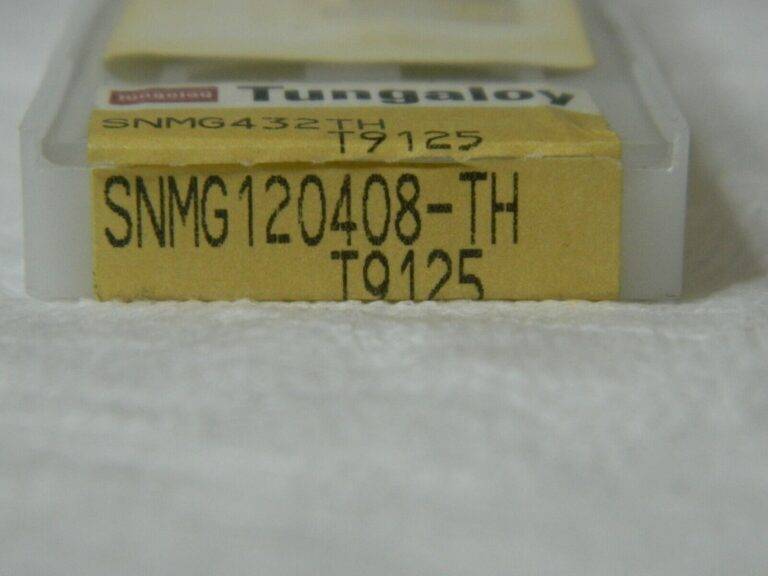 Tungaloy Tungaloy
SNMG432TH
T9125
SNMG120408-TH
T9125